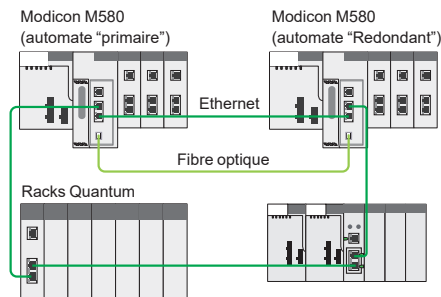 Modicon M580
(automate “primaire”)
Modicon M580
(automate “Redondant”)
Ethernet
Fibre optique
Racks Quantum